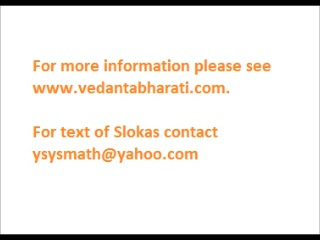 For more information please see
www.vedantabharati.com.
For text of Slokas contact
ysysmath@yahoo.com